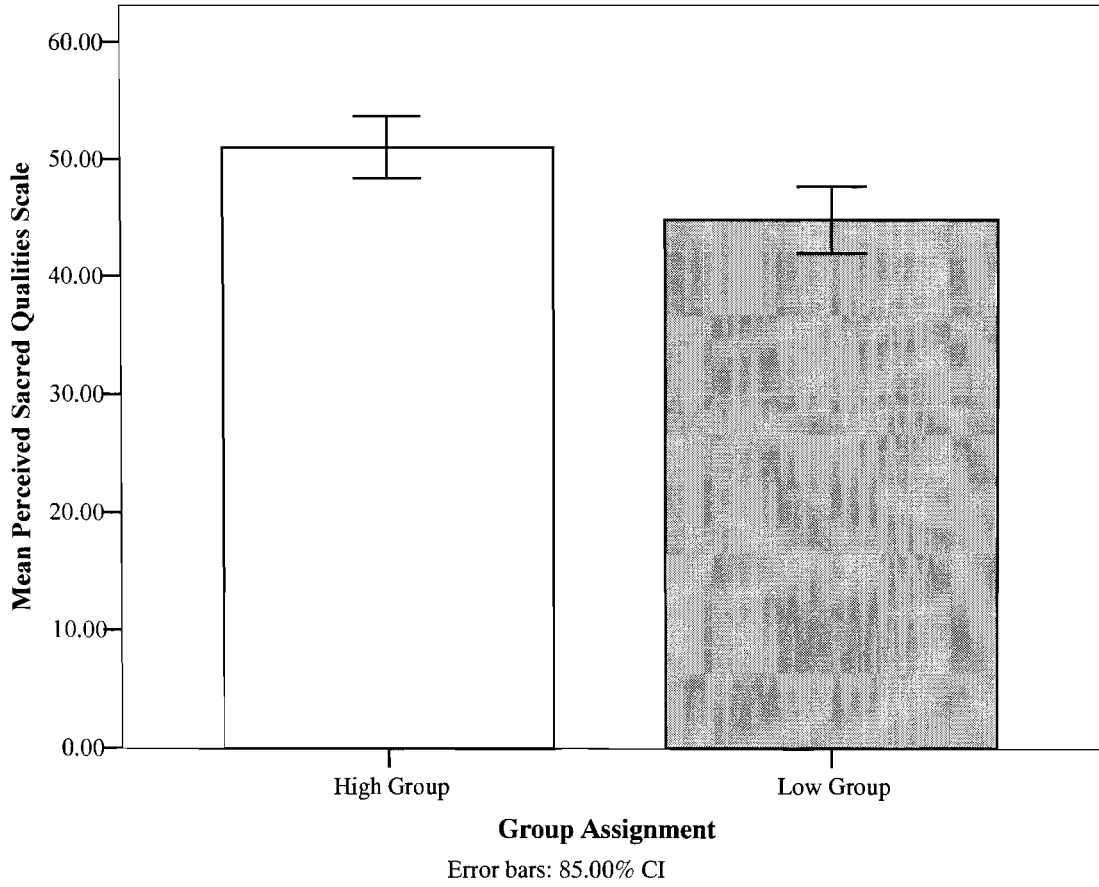 Mean Perceived Sacred Qualities Scale
60.00
50.00
40.00
30.00
20.00
10.00
0.00
High Group
Low Group
Group Assignment
Error bars: 85.00% CI